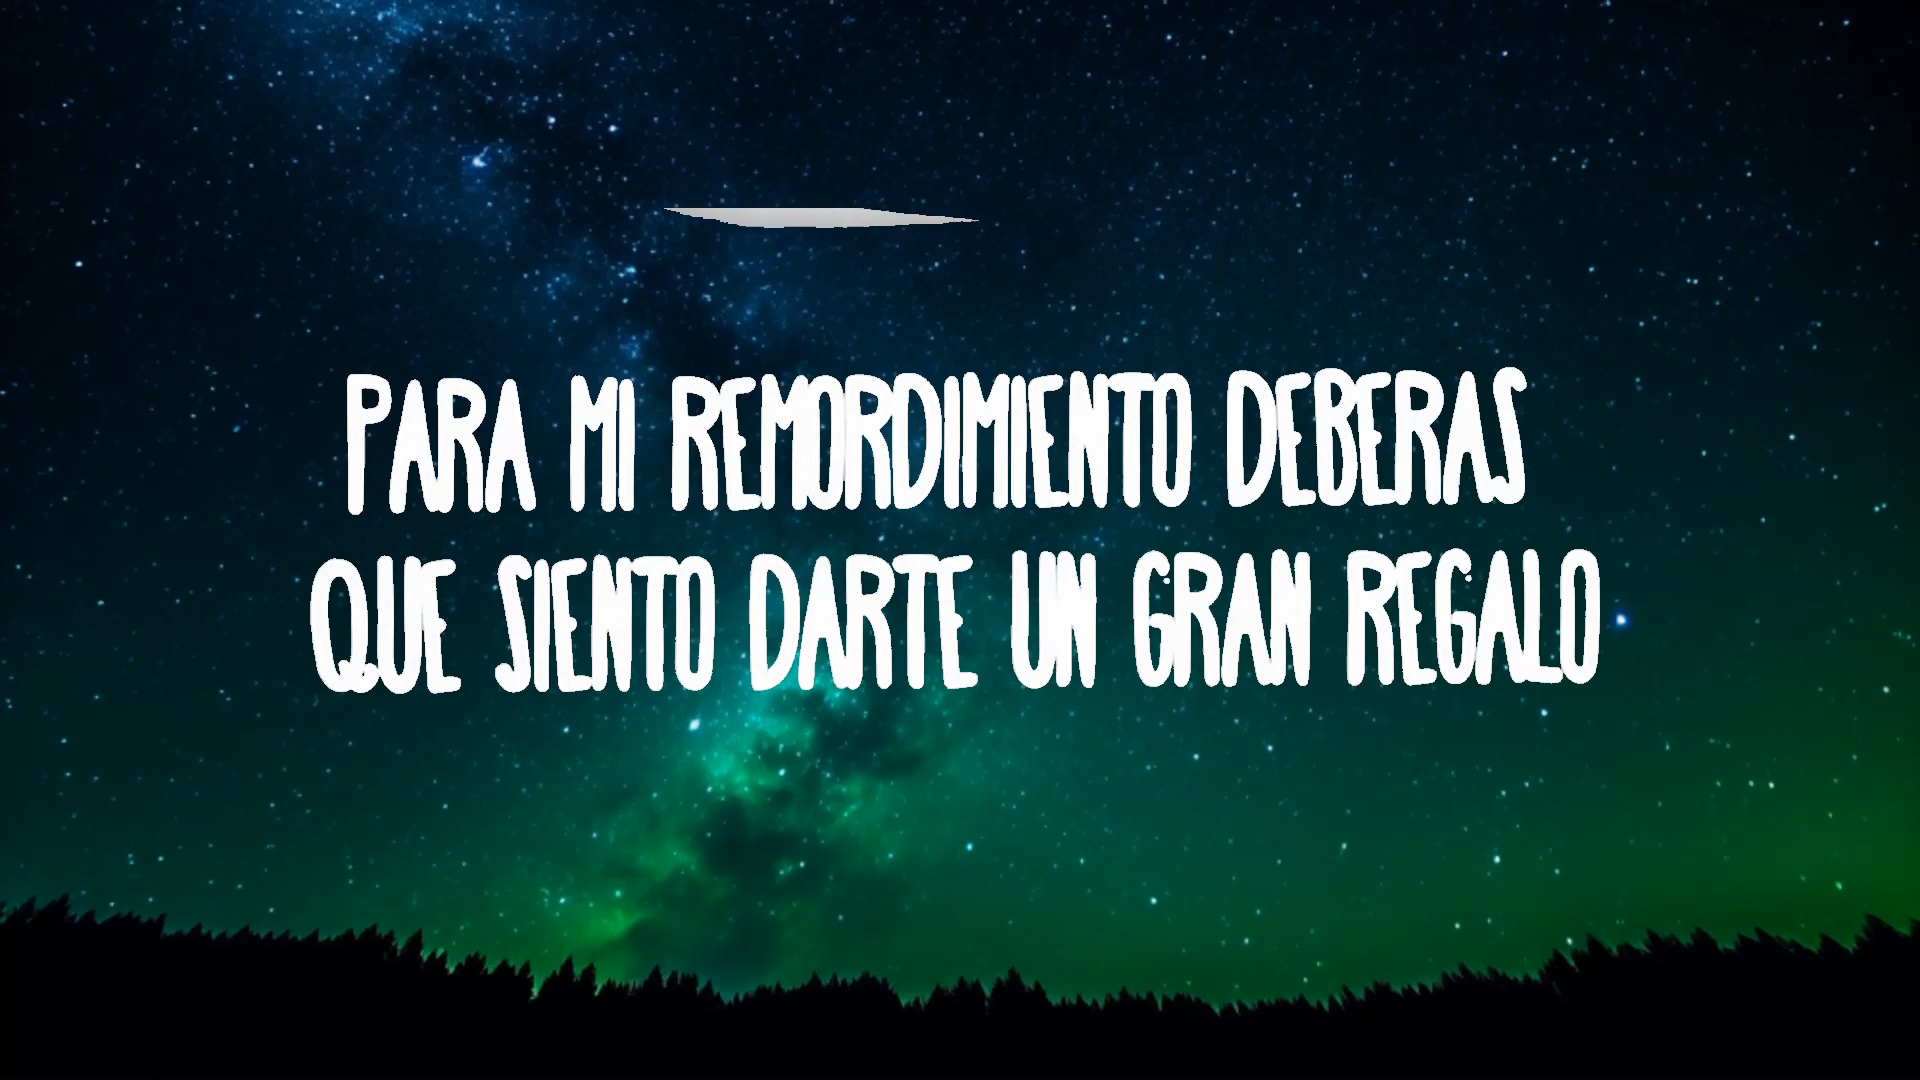 PARA MI REMORDIMIENTO DEBERAS
QUE SIENTO DARTE UN GRAN REGALO